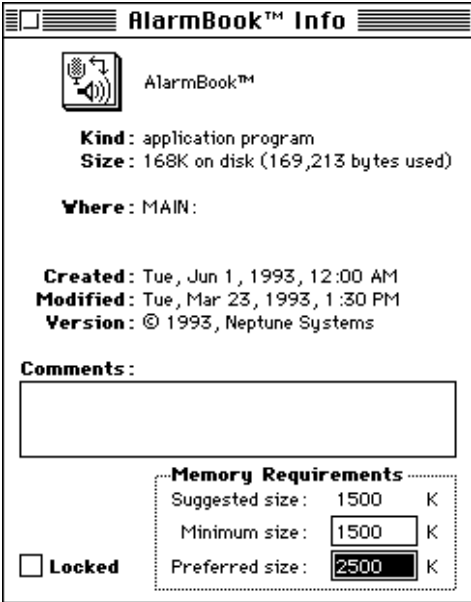 AlarmBook™ Info
AlarmBook™
Kind: application program
Size: 168K on disk (169,213 bytes used)
Where: MAIN:
Created: Tue, Jun 1, 1993, 12:00 AM
Modified: Tue, Mar 23, 1993, 1:30 PM
Version: © 1993, Neptune Systems
Comments:
Memory Requirements
Suggested size: 1500 K
Minimum size: 1500 K
Locked
Preferred size: 2500 K